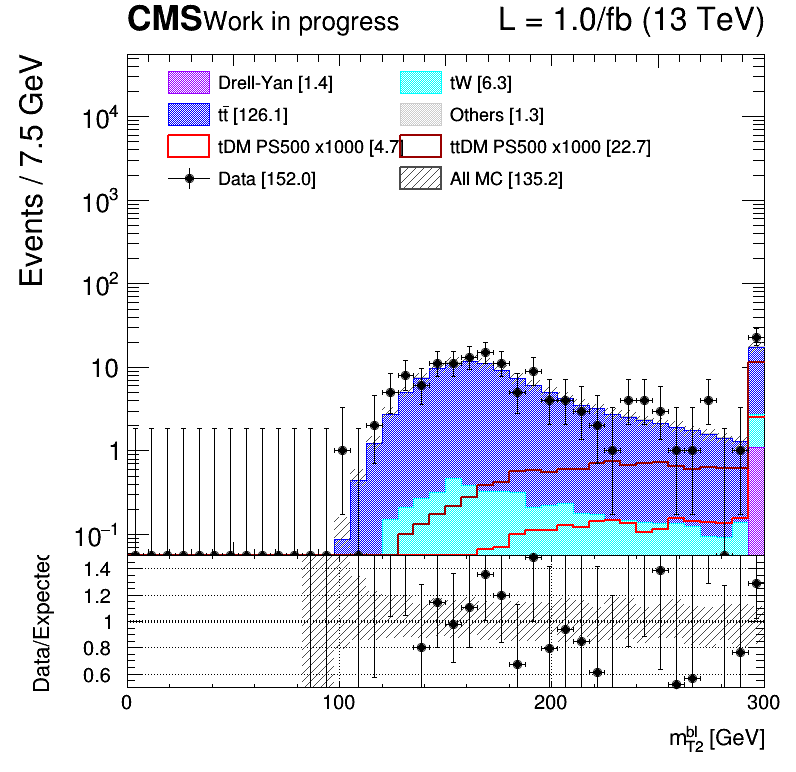 CMS Work in progress L = 1.0/fb (13 TeV)
Events / 7.5 GeV
Drell-Yan [1.4] tW [6.3]
tt̄ [126.1] Others [1.3]
tDM PS500 x1000 [4.7] ttDM PS500 x1000 [22.7]
Data [152.0] All MC [135.2]
10⁴
10³
10²
10
1
10⁻¹
Data/Expected
1.4
1.2
1
0.8
0.6
0 100 200 300
m_T2^bl [GeV]